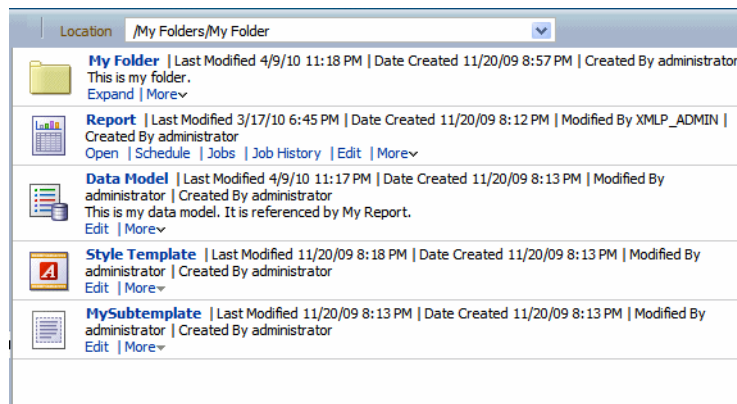 Location /My Folders/My Folder
My Folder | Last Modified 4/9/10 11:18 PM | Date Created 11/20/09 8:57 PM | Created By administrator
This is my folder.
Expand | More
Report | Last Modified 3/17/10 6:45 PM | Date Created 11/20/09 8:12 PM | Modified By XMLP_ADMIN |
Created By administrator
Open | Schedule | Jobs | Job History | Edit | More
Data Model | Last Modified 4/9/10 11:17 PM | Date Created 11/20/09 8:13 PM | Modified By
administrator | Created By administrator
This is my data model. It is referenced by My Report.
Edit | More
Style Template | Last Modified 11/20/09 8:18 PM | Date Created 11/20/09 8:13 PM | Modified By
administrator | Created By administrator
Edit | More
MySubtemplate | Last Modified 11/20/09 8:13 PM | Date Created 11/20/09 8:13 PM | Modified By
administrator | Created By administrator
Edit | More